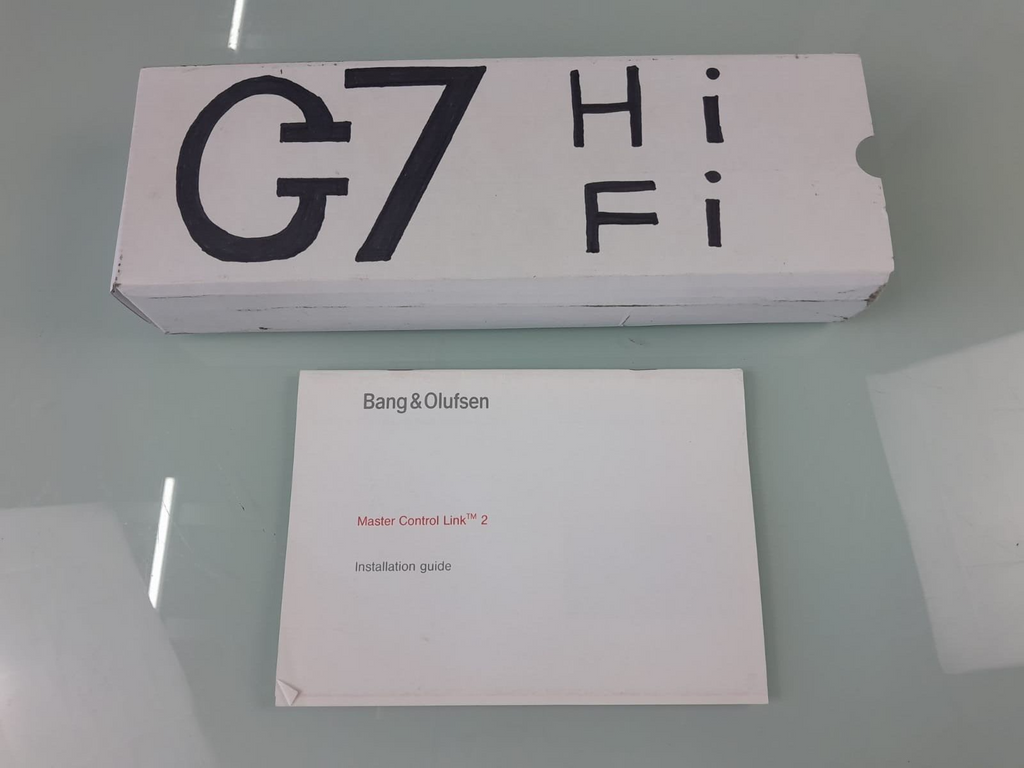 G7 Hi
Fi
Bang & Olufsen
Master Control Link™ 2
Installation guide